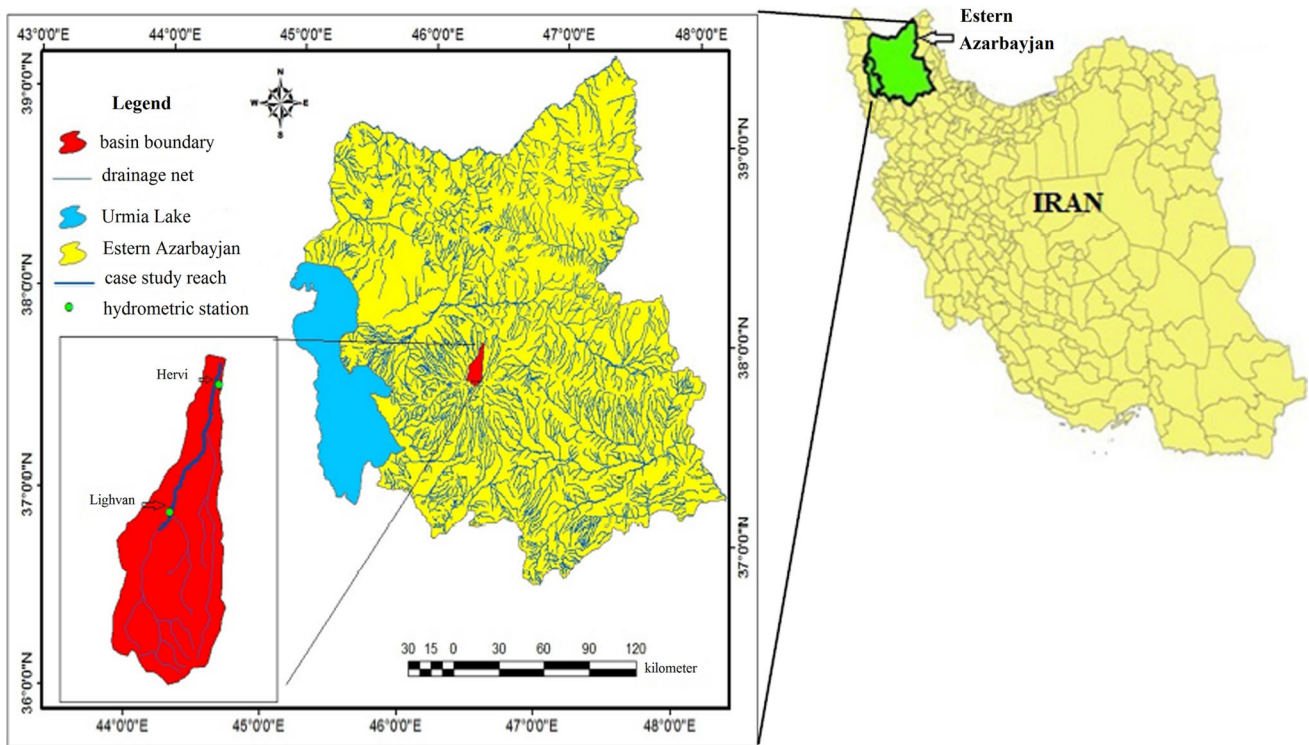 43°0'0"E
44°0'0"E
45°0'0"E
46°0'0"E
47°0'0"E
48°0'0"E
39°0'0"N
38°0'0"N
37°0'0"N
36°0'0"N
N
W
E
S
Legend
basin boundary
drainage net
Urmia Lake
Estern Azarbayjan
case study reach
hydrometric station
Hervi
Lighvan
30 15 0 30 60 90 120
kilometer
39°0'0"N
38°0'0"N
37°0'0"N
44°0'0"E
45°0'0"E
46°0'0"E
47°0'0"E
48°0'0"E
Estern
Azarbayjan
IRAN